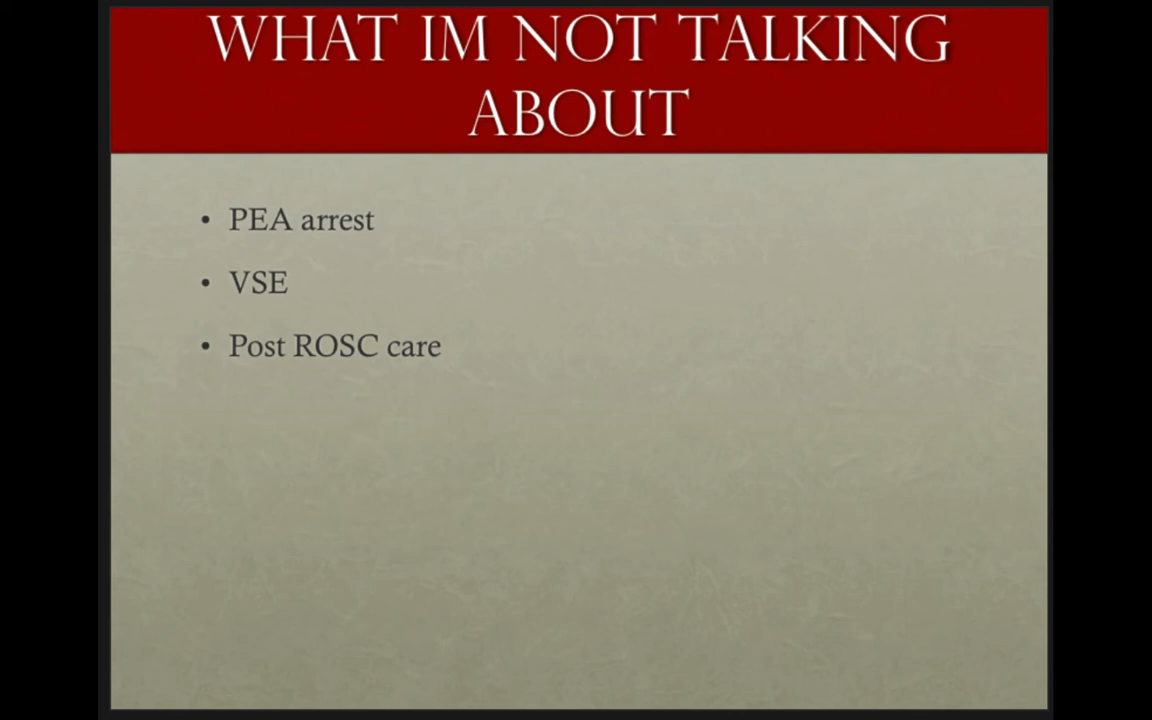 WHAT IM NOT TALKING
ABOUT
• PEA arrest
• VSE
• Post ROSC care